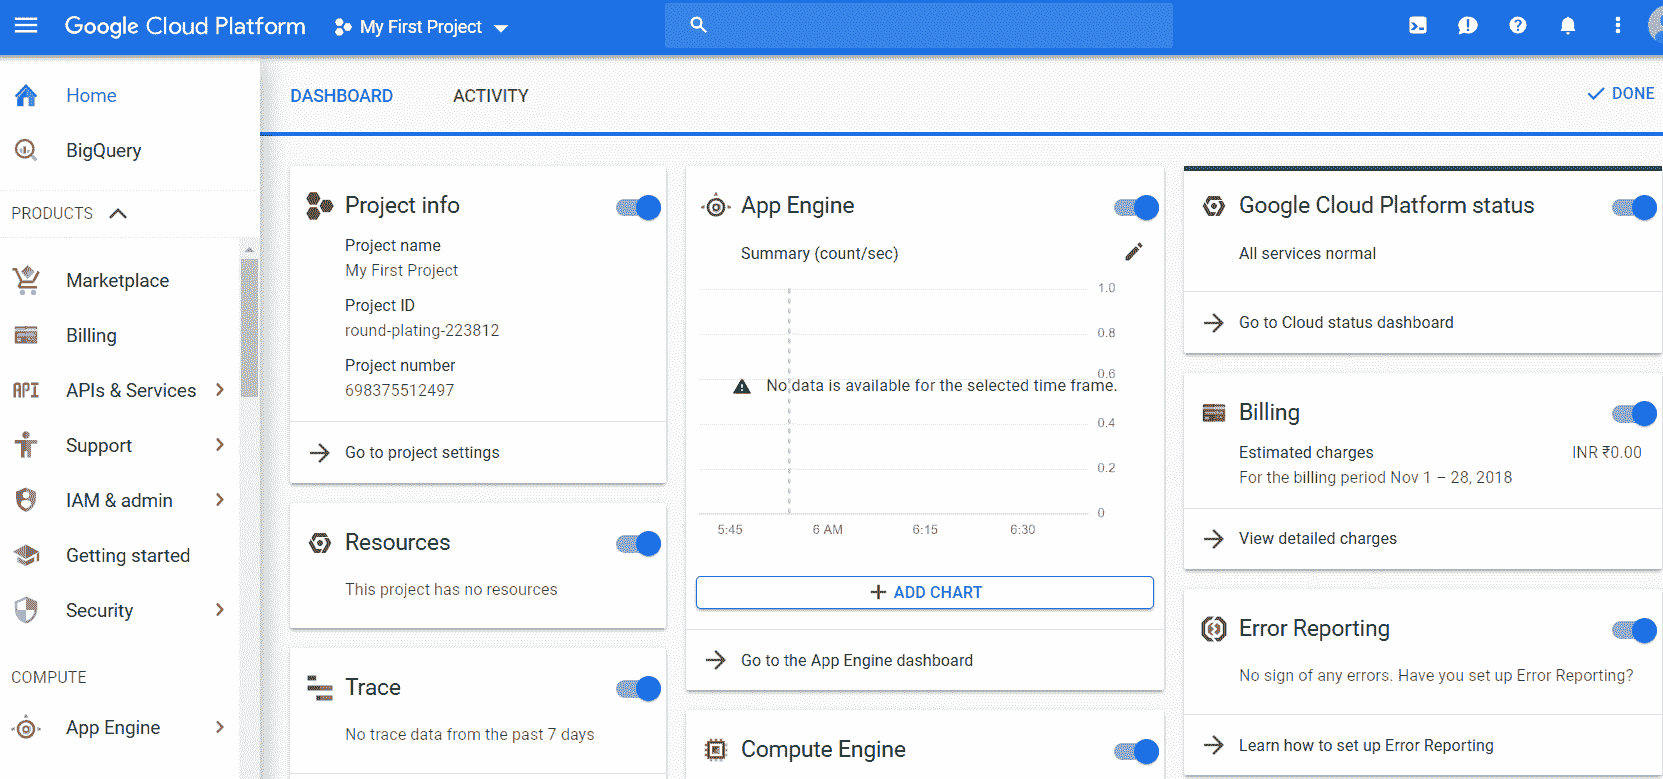 Google Cloud Platform
My First Project
Home
BigQuery
PRODUCTS
Marketplace
Billing
API
APIs & Services
Support
IAM & admin
Getting started
Security
COMPUTE
App Engine
DASHBOARD
ACTIVITY
DONE
Project info
Project name
My First Project
Project ID
round-plating-223812
Project number
698375512497
Go to project settings
Resources
This project has no resources
Trace
No trace data from the past 7 days
App Engine
Summary (count/sec)
1.0
0.8
0.6
No data is available for the selected time frame.
0.4
0.2
0
5:45
6 AM
6:15
6:30
ADD CHART
Go to the App Engine dashboard
Compute Engine
Google Cloud Platform status
All services normal
Go to Cloud status dashboard
Billing
Estimated charges
INR ₹0.00
For the billing period Nov 1 – 28, 2018
View detailed charges
Error Reporting
No sign of any errors. Have you set up Error Reporting?
Learn how to set up Error Reporting